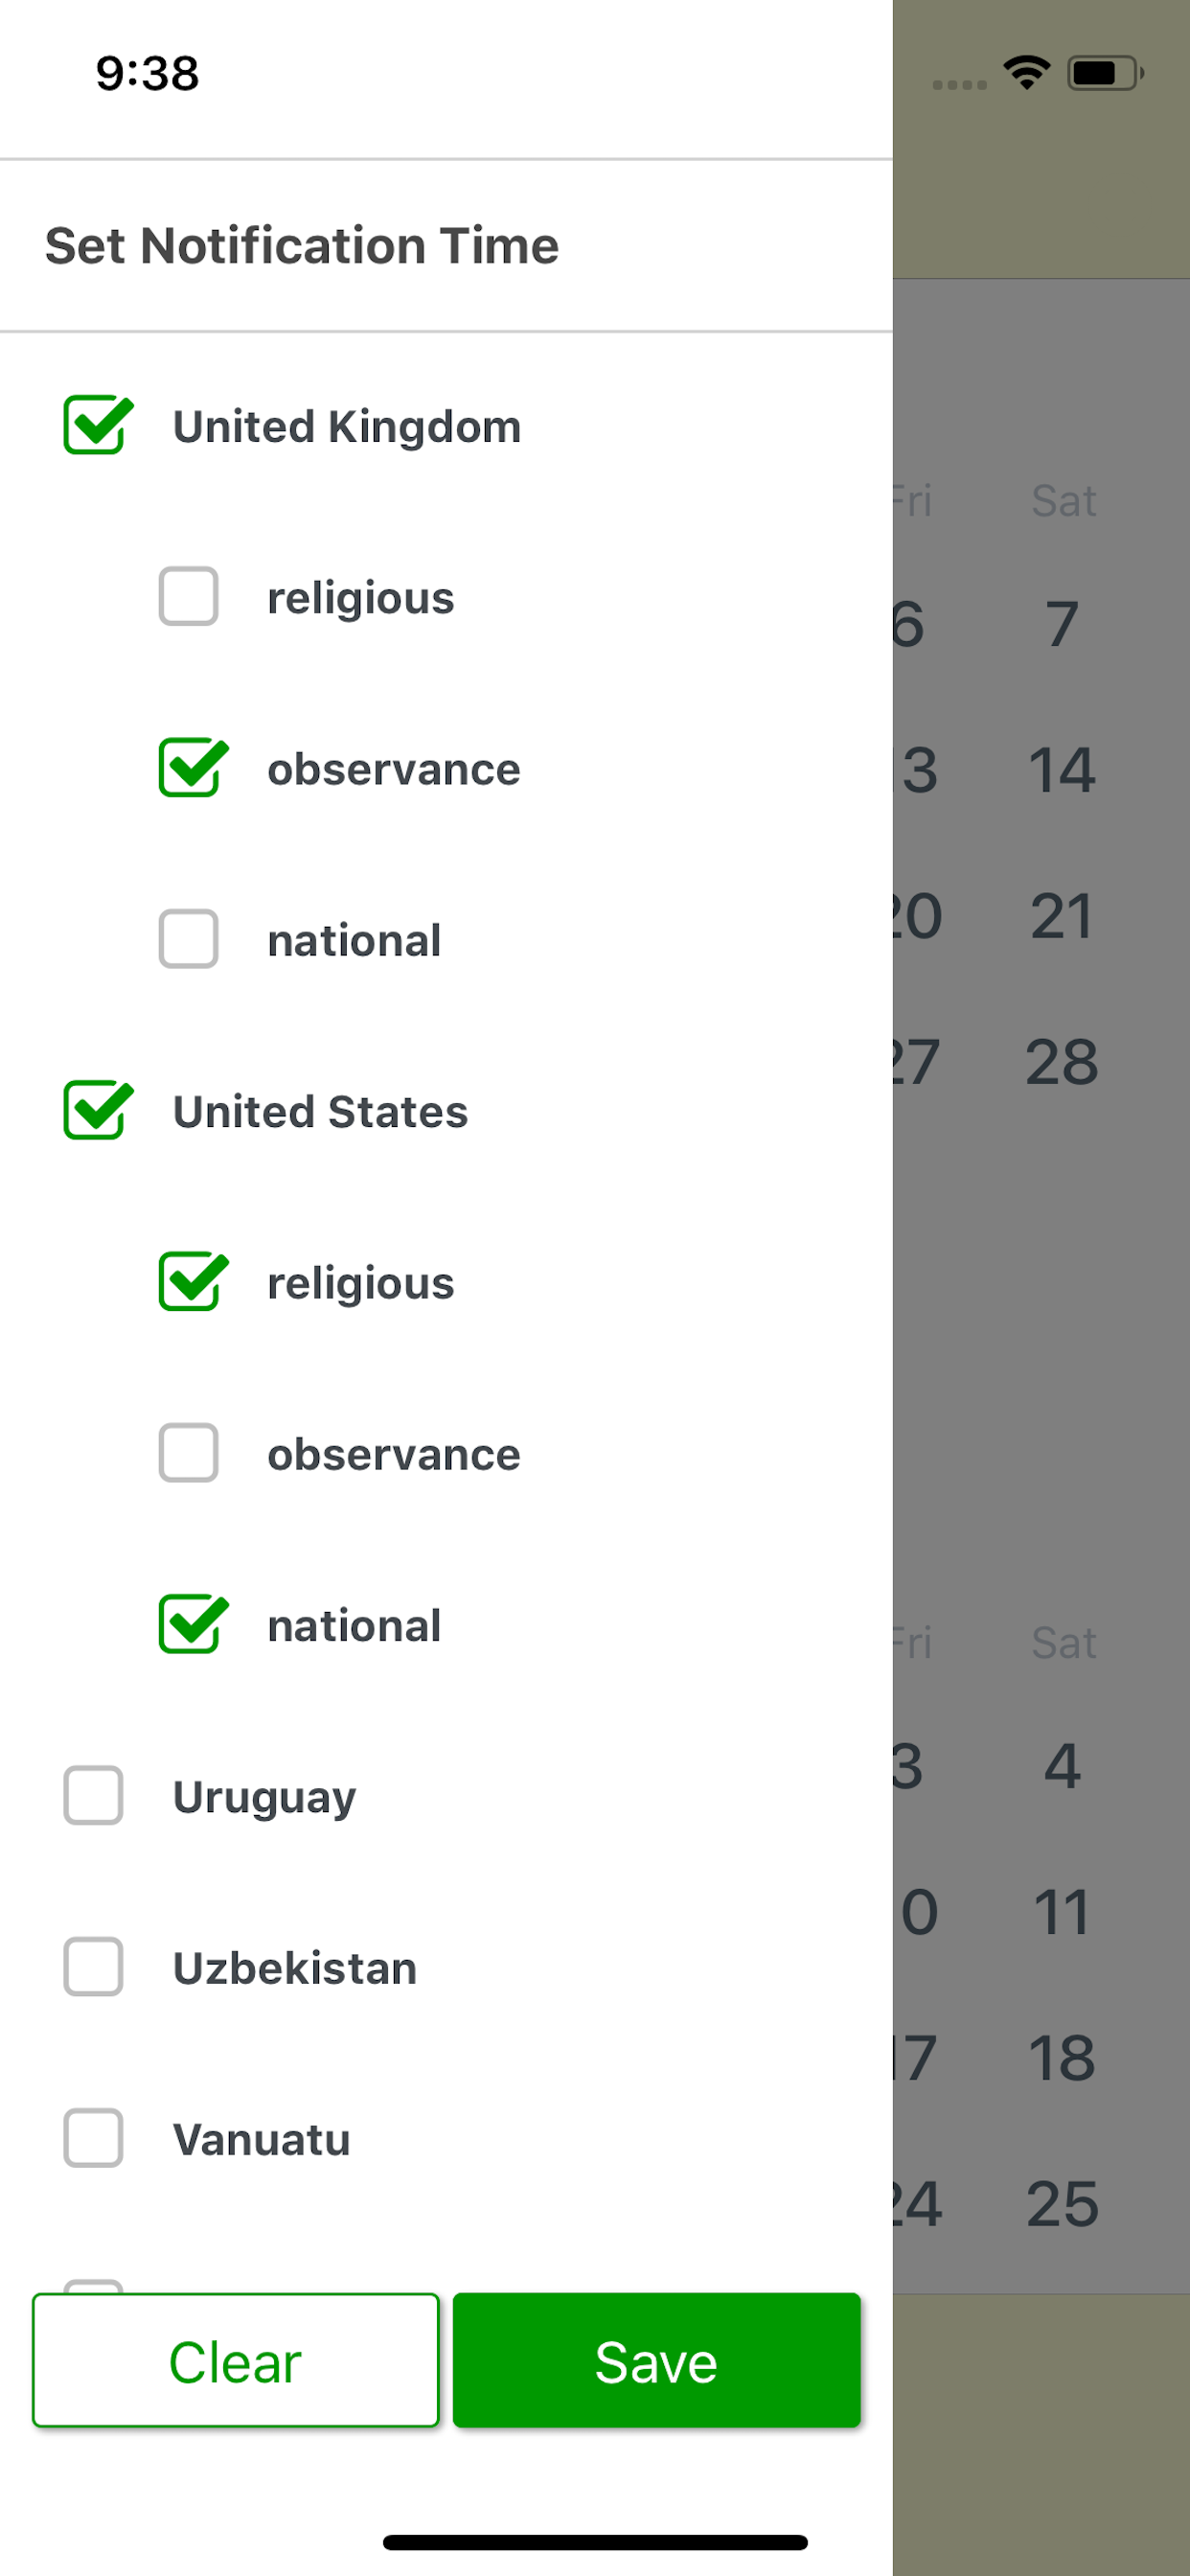 9:38
Set Notification Time
United Kingdom
religious
observance
national
United States
religious
observance
national
Uruguay
Uzbekistan
Vanuatu
Clear
Save
Fri Sat
6 7
13 14
20 21
27 28
Fri Sat
3 4
10 11
17 18
24 25